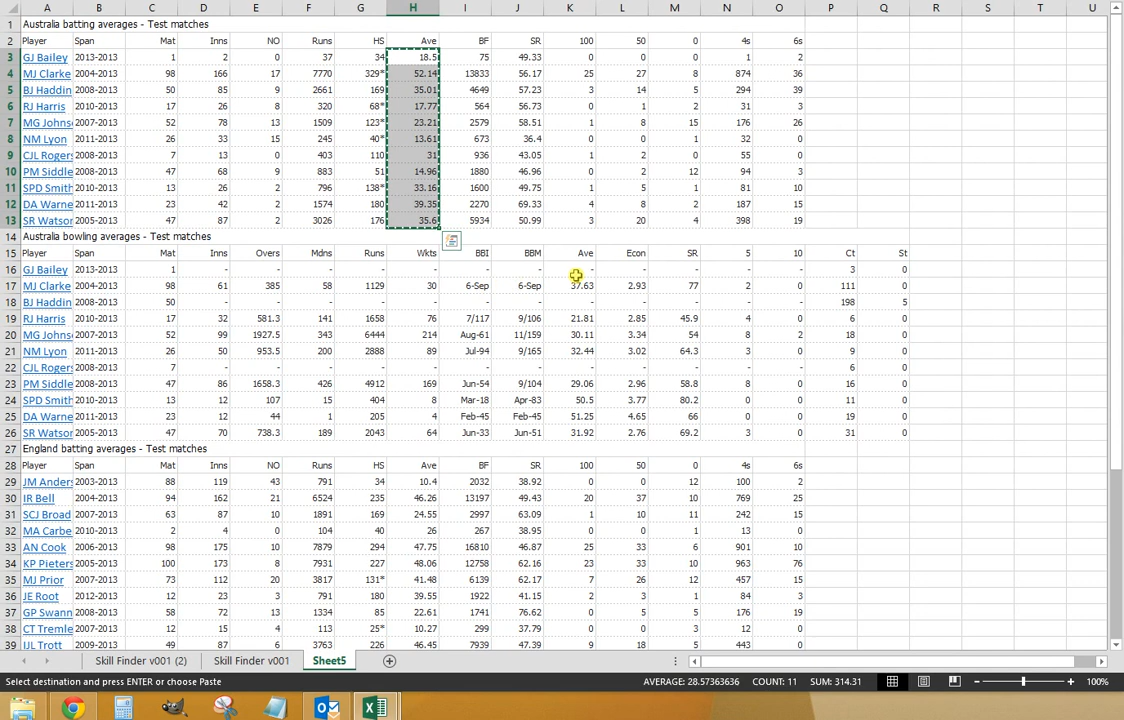 A B C D E F G H I J K L M N O P Q R S T U
1 Australia batting averages - Test matches
2 Player Span Mat Inns NO Runs HS Ave BF SR 100 50 0 4s 6s
3 GJ Bailey 2013-2013 1 2 0 37 34 18.5 75 49.33 0 0 0 1 2
4 MJ Clarke 2004-2013 98 166 17 7770 329* 52.14 13833 56.17 25 27 8 874 36
5 BJ Haddin 2008-2013 50 85 9 2661 169 35.01 4649 57.23 3 14 5 294 39
6 RJ Harris 2010-2013 17 26 8 320 68* 17.77 564 56.73 0 1 2 31 3
7 MG Johns 2007-2013 52 78 13 1509 123* 23.21 2579 58.51 1 8 15 176 26
8 NM Lyon 2011-2013 26 33 15 245 40* 13.61 673 36.4 0 0 1 32 0
9 CJL Rogers 2008-2013 7 13 0 403 110 31 936 43.05 1 2 0 55 0
10 PM Siddle 2008-2013 47 68 9 883 51 14.96 1880 46.96 0 2 12 94 3
11 SPD Smith 2010-2013 13 26 2 796 138* 33.16 1600 49.75 1 5 1 81 10
12 DA Warne 2011-2013 23 42 2 1574 180 39.35 2270 69.33 4 8 2 187 15
13 SR Watson 2005-2013 47 87 2 3026 176 35.6 5934 50.99 3 20 4 398 19
14 Australia bowling averages - Test matches
15 Player Span Mat Inns Overs Mdns Runs Wkts BBI BBM Ave Econ SR 5 10 Ct St
16 GJ Bailey 2013-2013 1 - - - - - - - - - - - - 3 0
17 MJ Clarke 2004-2013 98 61 385 58 1129 30 6-Sep 6-Sep 37.63 2.93 77 2 0 111 0
18 BJ Haddin 2008-2013 50 - - - - - - - - - - - - 198 5
19 RJ Harris 2010-2013 17 32 581.3 141 1658 76 7/117 9/106 21.81 2.85 45.9 4 0 6 0
20 MG Johns 2007-2013 52 99 1927.5 343 6444 214 Aug-61 11/159 30.11 3.34 54 8 2 18 0
21 NM Lyon 2011-2013 26 50 953.5 200 2888 89 Jul-94 9/165 32.44 3.02 64.3 3 0 9 0
22 CJL Rogers 2008-2013 7 - - - - - - - - - - - - 6 0
23 PM Siddle 2008-2013 47 86 1658.3 426 4912 169 Jun-54 9/104 29.06 2.96 58.8 8 0 16 0
24 SPD Smith 2010-2013 13 12 107 15 404 8 Mar-18 Apr-83 50.5 3.77 80.2 0 0 11 0
25 DA Warne 2011-2013 23 12 44 1 205 4 Feb-45 Feb-45 51.25 4.65 66 0 0 19 0
26 SR Watson 2005-2013 47 70 738.3 189 2043 64 Jun-33 Jun-51 31.92 2.76 69.2 3 0 31 0
27 England batting averages - Test matches
28 Player Span Mat Inns NO Runs HS Ave BF SR 100 50 0 4s 6s
29 JM Anders 2003-2013 88 119 43 791 34 10.4 2032 38.92 0 0 12 100 2
30 IR Bell 2004-2013 94 162 21 6524 235 46.26 13197 49.43 20 37 10 769 25
31 SCJ Broad 2007-2013 63 87 10 1891 169 24.55 2997 63.09 1 10 11 242 15
32 MA Carbe 2010-2013 2 4 0 104 40 26 267 38.95 0 0 1 13 0
33 AN Cook 2006-2013 98 175 10 7879 294 47.75 16810 46.87 25 33 6 901 10
34 KP Pieters 2005-2013 100 173 8 7931 227 48.06 12758 62.16 23 33 10 963 76
35 MJ Prior 2007-2013 73 112 20 3817 131* 41.48 6139 62.17 7 26 12 457 15
36 JE Root 2012-2013 12 23 3 791 180 39.55 1922 41.15 2 3 1 84 3
37 GP Swann 2008-2013 58 72 13 1334 85 22.61 1741 76.62 0 5 5 176 19
38 CT Tremle 2007-2013 12 15 4 113 25* 10.27 299 37.79 0 0 3 12 0
39 IJL Trott 2009-2013 49 87 6 3763 226 46.45 7939 47.39 9 18 5 443 0
Skill Finder v001 (2) Skill Finder v001 Sheet5
Select destination and press ENTER or choose Paste AVERAGE: 28.57363636 COUNT: 11 SUM: 314.31 100%